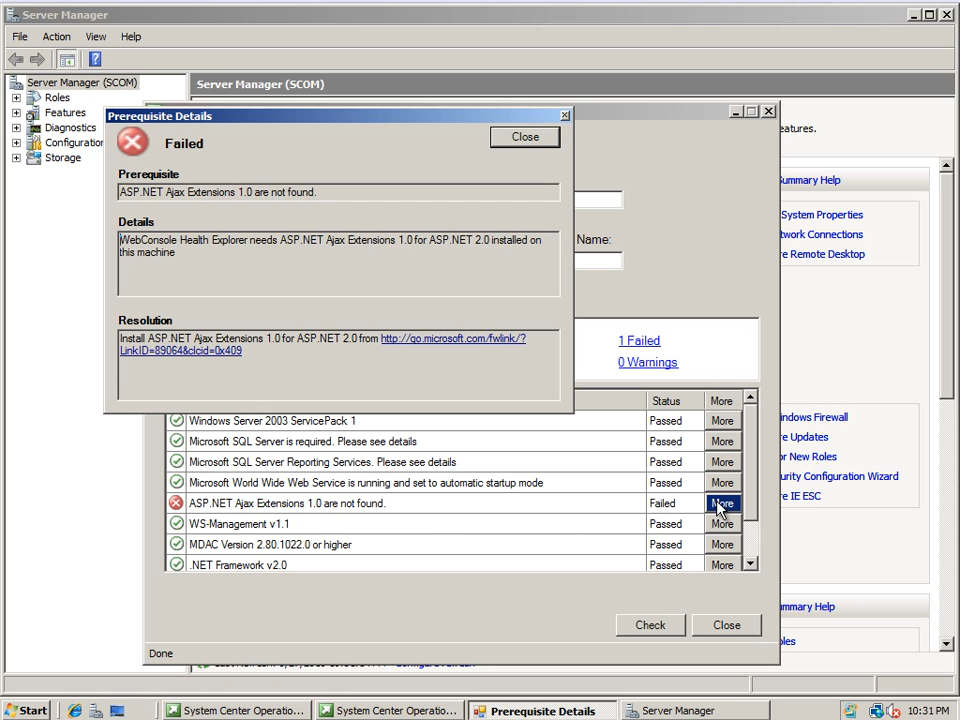 Server Manager
File Action View Help
Server Manager (SCOM)
Roles
Features
Diagnostics
Configuration
Storage
Server Manager (SCOM)
eatures.
Prerequisite Details
Failed
Close
Prerequisite
ASP.NET Ajax Extensions 1.0 are not found.
Details
WebConsole Health Explorer needs ASP.NET Ajax Extensions 1.0 for ASP.NET 2.0 installed on
this machine
Resolution
Install ASP.NET Ajax Extensions 1.0 for ASP.NET 2.0 from http://go.microsoft.com/fwlink/?
LinkID=89064&clcid=0x409
Name:
1 Failed
0 Warnings
Status More
Windows Server 2003 ServicePack 1 Passed More
Microsoft SQL Server is required. Please see details Passed More
Microsoft SQL Server Reporting Services. Please see details Passed More
Microsoft World Wide Web Service is running and set to automatic startup mode Passed More
ASP.NET Ajax Extensions 1.0 are not found. Failed More
WS-Management v1.1 Passed More
MDAC Version 2.80.1022.0 or higher Passed More
.NET Framework v2.0 Passed More
Check Close
Done
ummary Help
System Properties
twork Connections
re Remote Desktop
indows Firewall
re Updates
or New Roles
ecurity Configuration Wizard
re IE ESC
mmary Help
oles
Start
System Center Operatio...
System Center Operatio...
Prerequisite Details
Server Manager
10:31 PM